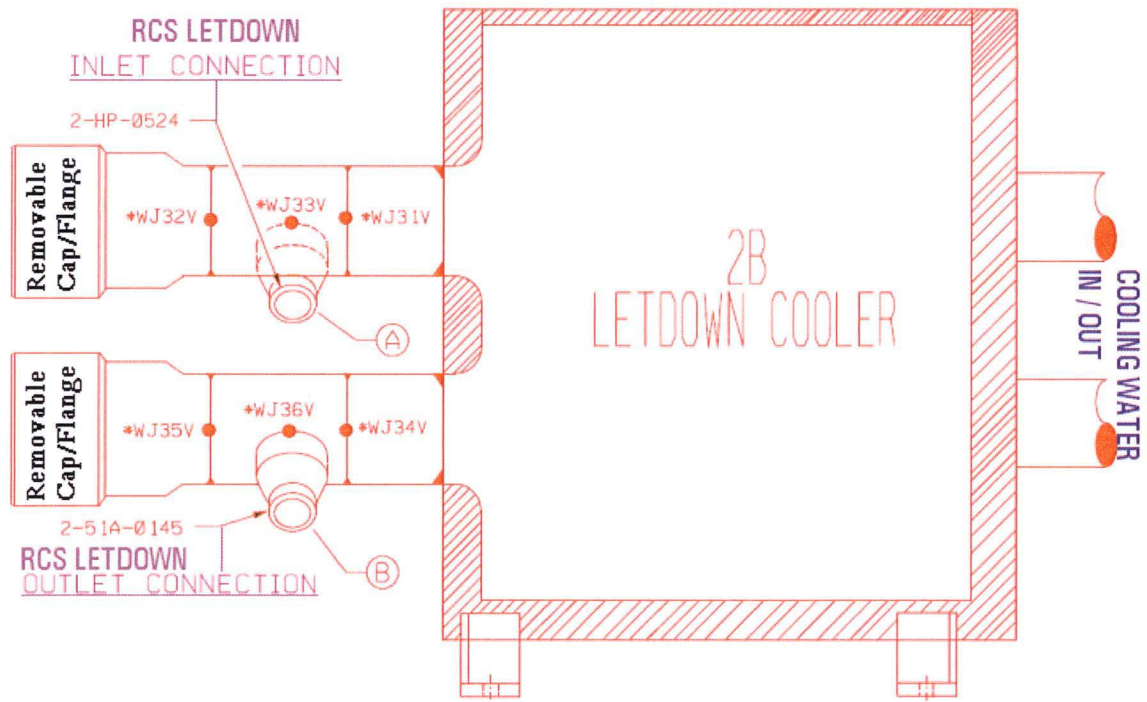 RCS LETDOWN
INLET CONNECTION
2-HP-0524
Removable
Cap/Flange
*WJ32V
*WJ33V
*WJ31V
A
2B
LETDOWN COOLER
COOLING WATER
IN / OUT
Removable
Cap/Flange
*WJ35V
*WJ36V
*WJ34V
2-51A-0145
RCS LETDOWN
OUTLET CONNECTION
B